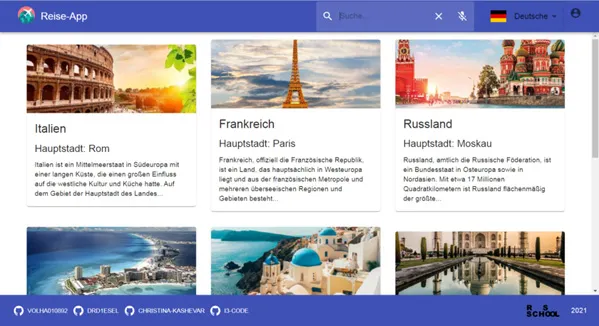 Reise-App
Suche...
Deutsche
Italien
Hauptstadt: Rom
Italien ist ein Mittelmeerstaat in Südeuropa mit
einer langen Küste, die einen großen Einfluss
auf die westliche Kultur und Küche hatte. Auf
dem Gebiet der Hauptstadt des Landes...
Frankreich
Hauptstadt: Paris
Frankreich, offiziell die Französische Republik,
ist ein Land, das hauptsächlich in Westeuropa
liegt und aus der französischen Metropole und
mehreren überseeischen Regionen und
Gebieten besteht...
Russland
Hauptstadt: Moskau
Russland, amtlich die Russische Föderation, ist
ein Bundesstaat in Osteuropa sowie in
Nordasien. Mit etwa 17 Millionen
Quadratkilometern ist Russland flächenmäßig
der größte...
VOLHA010892 DRD1ESEL CHRISTINA-KASHEVAR I3-CODE
RS
SCHOOL
2021